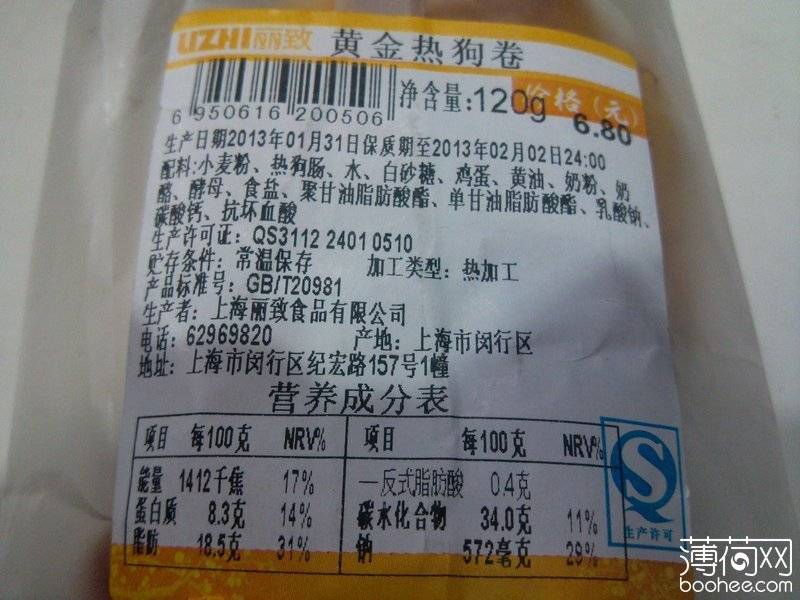 LIZHI丽致 黄金热狗卷
6 950616 200506 净含量:120g 价格(元) 6.80
生产日期2013年01月31日保质期至2013年02月02日24:00
配料:小麦粉、热狗肠、水、白砂糖、鸡蛋、黄油、奶粉、奶
酪、酵母、食盐、聚甘油脂肪酸酯、单甘油脂肪酸酯、乳酸钠、
碳酸钙、抗坏血酸
生产许可证: QS3112 2401 0510
贮存条件: 常温保存 加工类型: 热加工
产品标准号: GB/T20981
生产者: 上海丽致食品有限公司
电话: 62969820 产地: 上海市闵行区
地址: 上海市闵行区纪宏路157号1幢
营养成分表
项目 每100克 NRV% 项目 每100克 NRV%
能量 1412千焦 17% —反式脂肪酸 0.4克
蛋白质 8.3克 14% 碳水化合物 34.0克 11%
脂肪 18.5克 31% 钠 572毫克 29%
生产许可
薄荷网
boohee.com